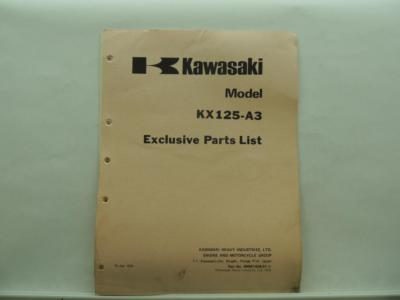 Kawasaki
Model
KX125-A3
Exclusive Parts List
KAWASAKI HEAVY INDUSTRIES, LTD.
ENGINE AND MOTORCYCLE GROUP